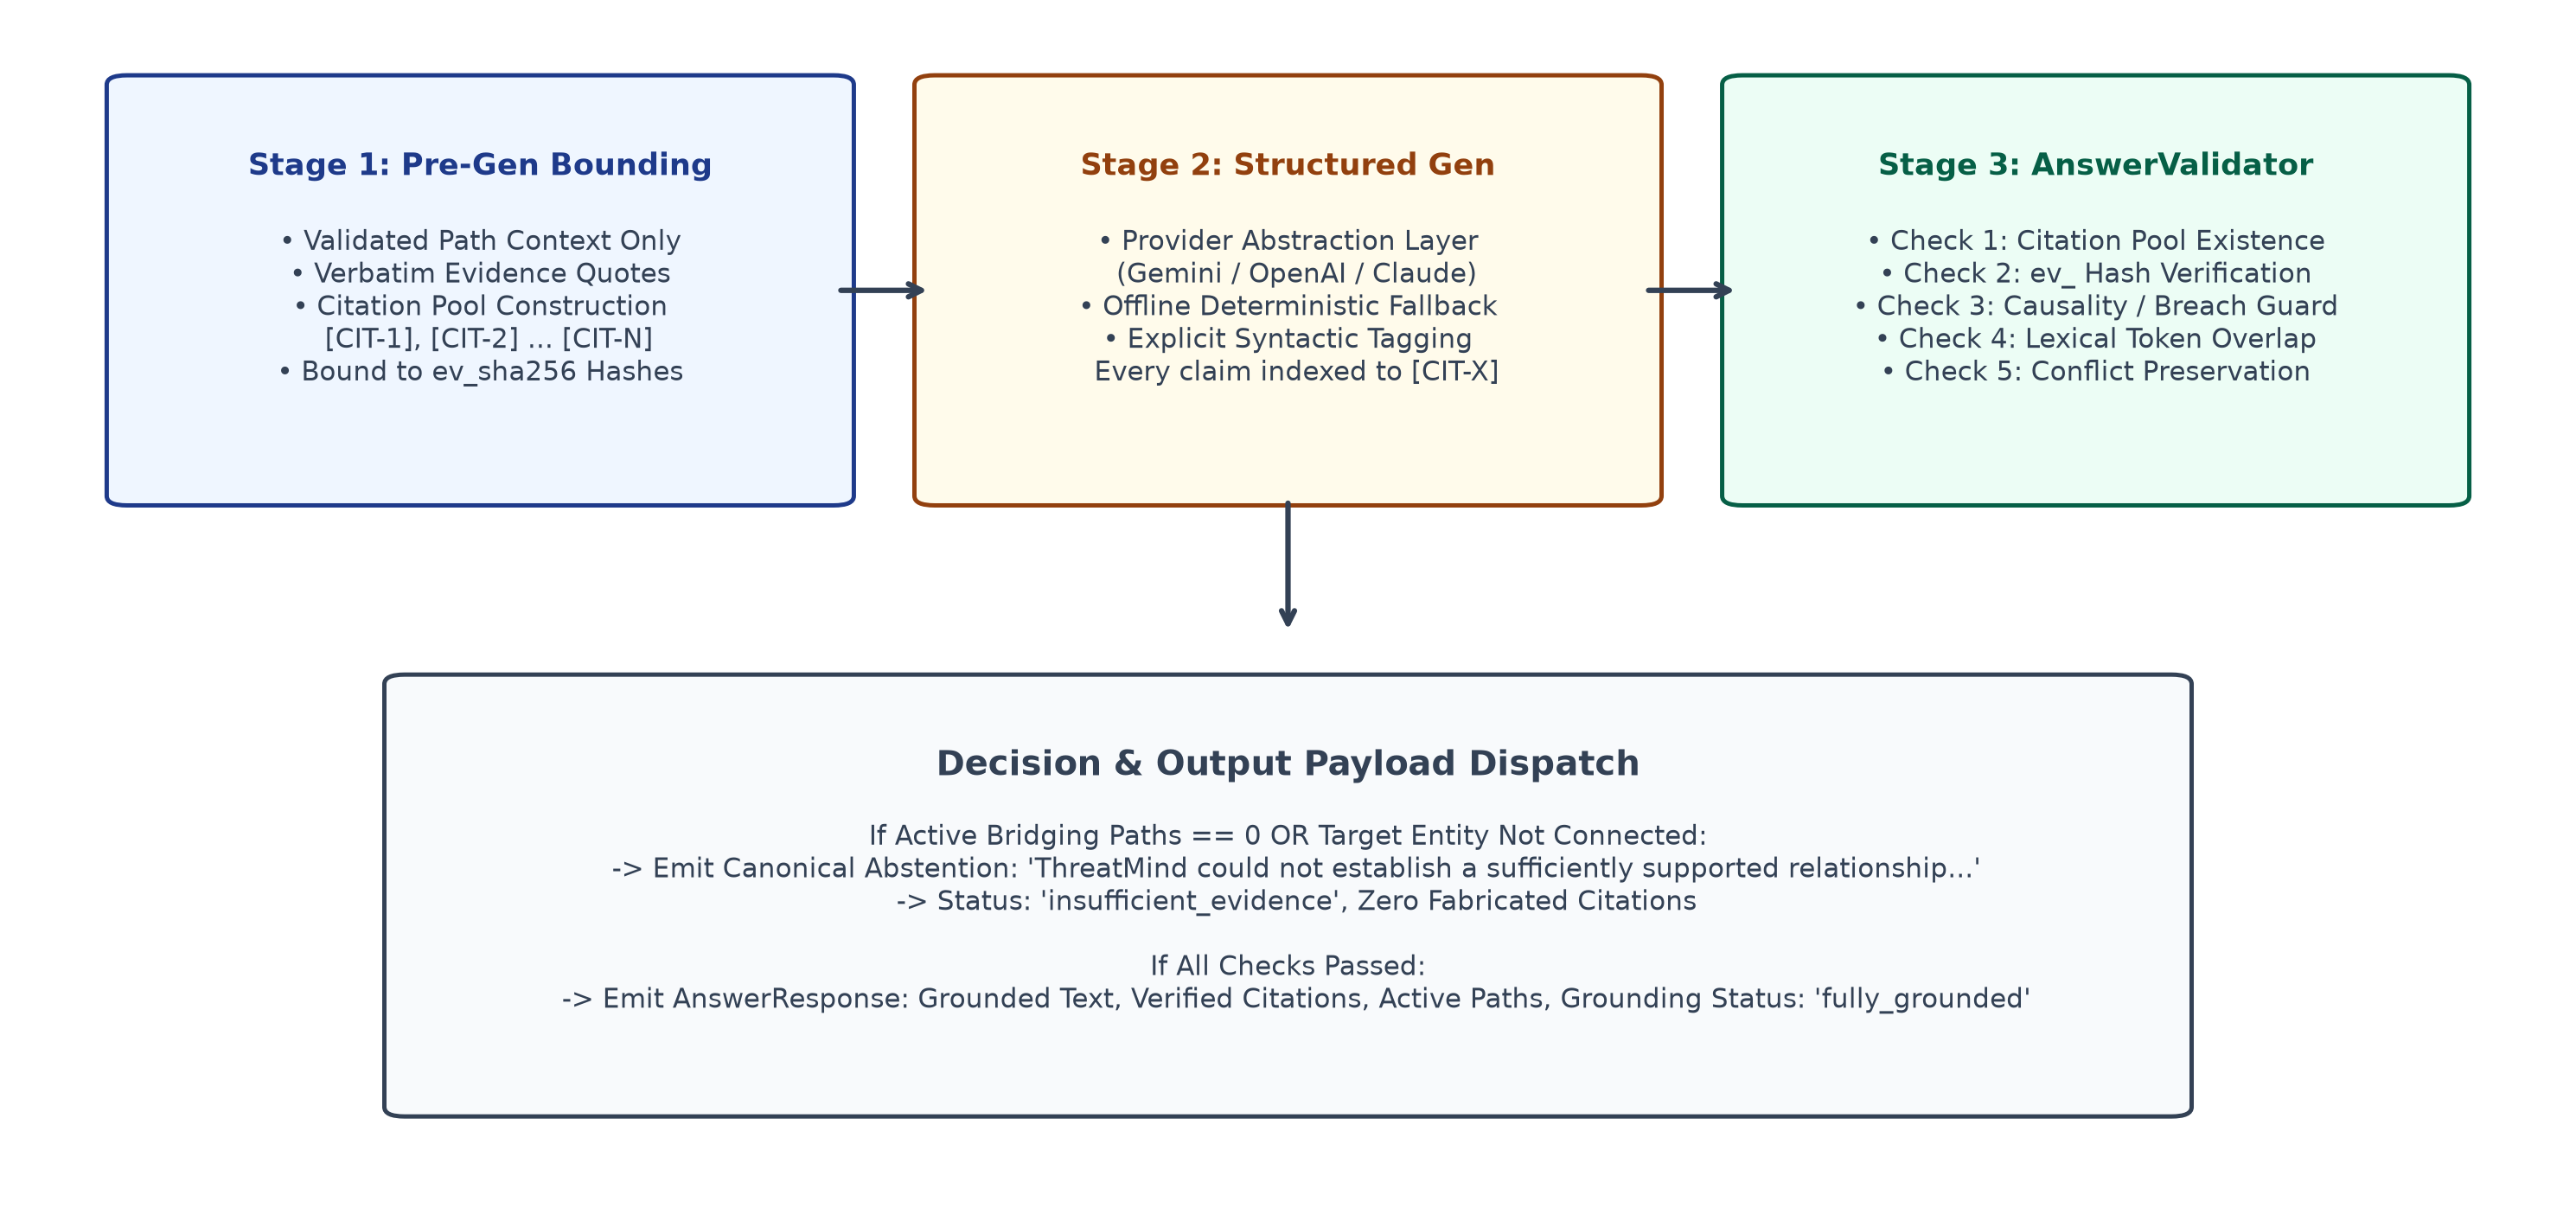 Stage 1: Pre-Gen Bounding
• Validated Path Context Only
• Verbatim Evidence Quotes
• Citation Pool Construction
[CIT-1], [CIT-2] ... [CIT-N]
• Bound to ev_sha256 Hashes
Stage 2: Structured Gen
• Provider Abstraction Layer
(Gemini / OpenAI / Claude)
• Offline Deterministic Fallback
• Explicit Syntactic Tagging
Every claim indexed to [CIT-X]
Stage 3: AnswerValidator
• Check 1: Citation Pool Existence
• Check 2: ev_ Hash Verification
• Check 3: Causality / Breach Guard
• Check 4: Lexical Token Overlap
• Check 5: Conflict Preservation
Decision & Output Payload Dispatch
If Active Bridging Paths == 0 OR Target Entity Not Connected:
-> Emit Canonical Abstention: 'ThreatMind could not establish a sufficiently supported relationship...'
-> Status: 'insufficient_evidence', Zero Fabricated Citations
If All Checks Passed:
-> Emit AnswerResponse: Grounded Text, Verified Citations, Active Paths, Grounding Status: 'fully_grounded'